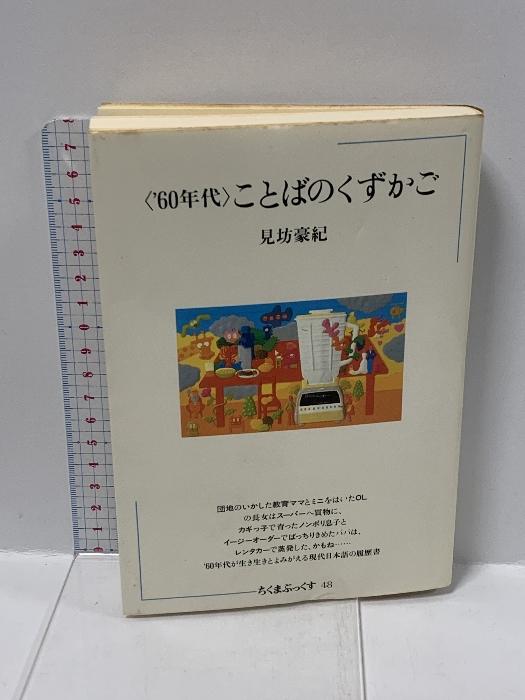 〈'60年代〉ことばのくずかご
見坊豪紀
団地のいかした教育ママとミニをはいたOL
の長女はスーパーへ買物に、
カギっ子で育ったノンポリ息子と
イージーオーダーでばっちりきめたパパは、
レンタカーで蒸発した、かもね……
'60年代が生き生きとよみがえる現代日本語の履歴書
ちくまぶっくす 48